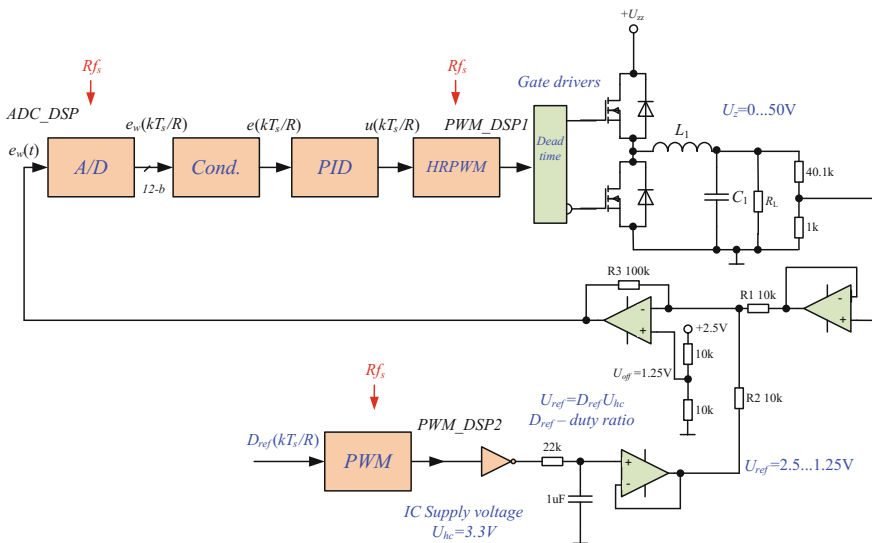 +U_zz
Rf_s
Rf_s
Gate drivers
U_z=0...50V
ADC_DSP
e_w(kT_s/R)
e(kT_s/R)
u(kT_s/R)
PWM_DSP1
e_w(t)
A/D
12-b
Cond.
PID
HRPWM
Dead
time
L_1
C_1
R_L
40.1k
1k
R3 100k
R1 10k
-
+
-
+
+2.5V
10k
U_off=1.25V
10k
R2 10k
Rf_s
U_ref=D_refU_hc
D_ref – duty ratio
D_ref(kT_s/R)
PWM
PWM_DSP2
22k
+
-
1uF
U_ref=2.5...1.25V
IC Supply voltage
U_hc=3.3V